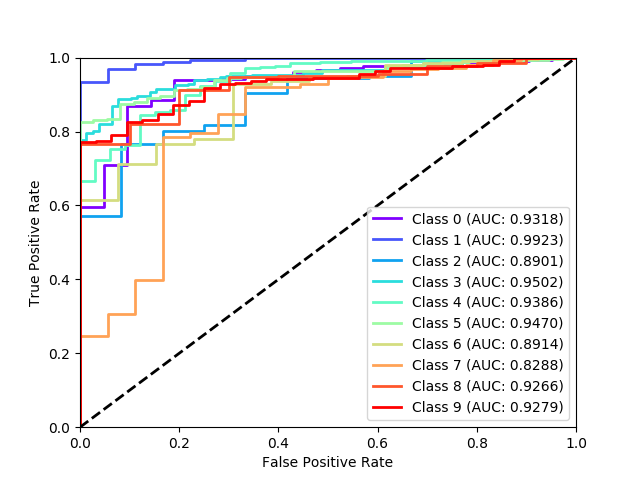 1.0
0.8
0.6
0.4
0.2
0.0
True Positive Rate
0.0 0.2 0.4 0.6 0.8 1.0
False Positive Rate
Class 0 (AUC: 0.9318)
Class 1 (AUC: 0.9923)
Class 2 (AUC: 0.8901)
Class 3 (AUC: 0.9502)
Class 4 (AUC: 0.9386)
Class 5 (AUC: 0.9470)
Class 6 (AUC: 0.8914)
Class 7 (AUC: 0.8288)
Class 8 (AUC: 0.9266)
Class 9 (AUC: 0.9279)